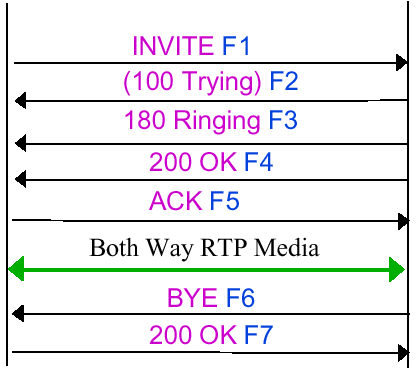 INVITE F1
(100 Trying) F2
180 Ringing F3
200 OK F4
ACK F5
Both Way RTP Media
BYE F6
200 OK F7